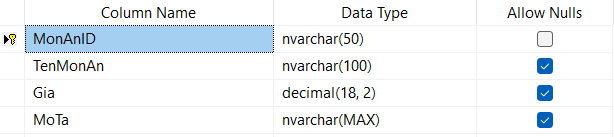 Column Name Data Type Allow Nulls
MonAnID nvarchar(50)
TenMonAn nvarchar(100)
Gia decimal(18, 2)
MoTa nvarchar(MAX)